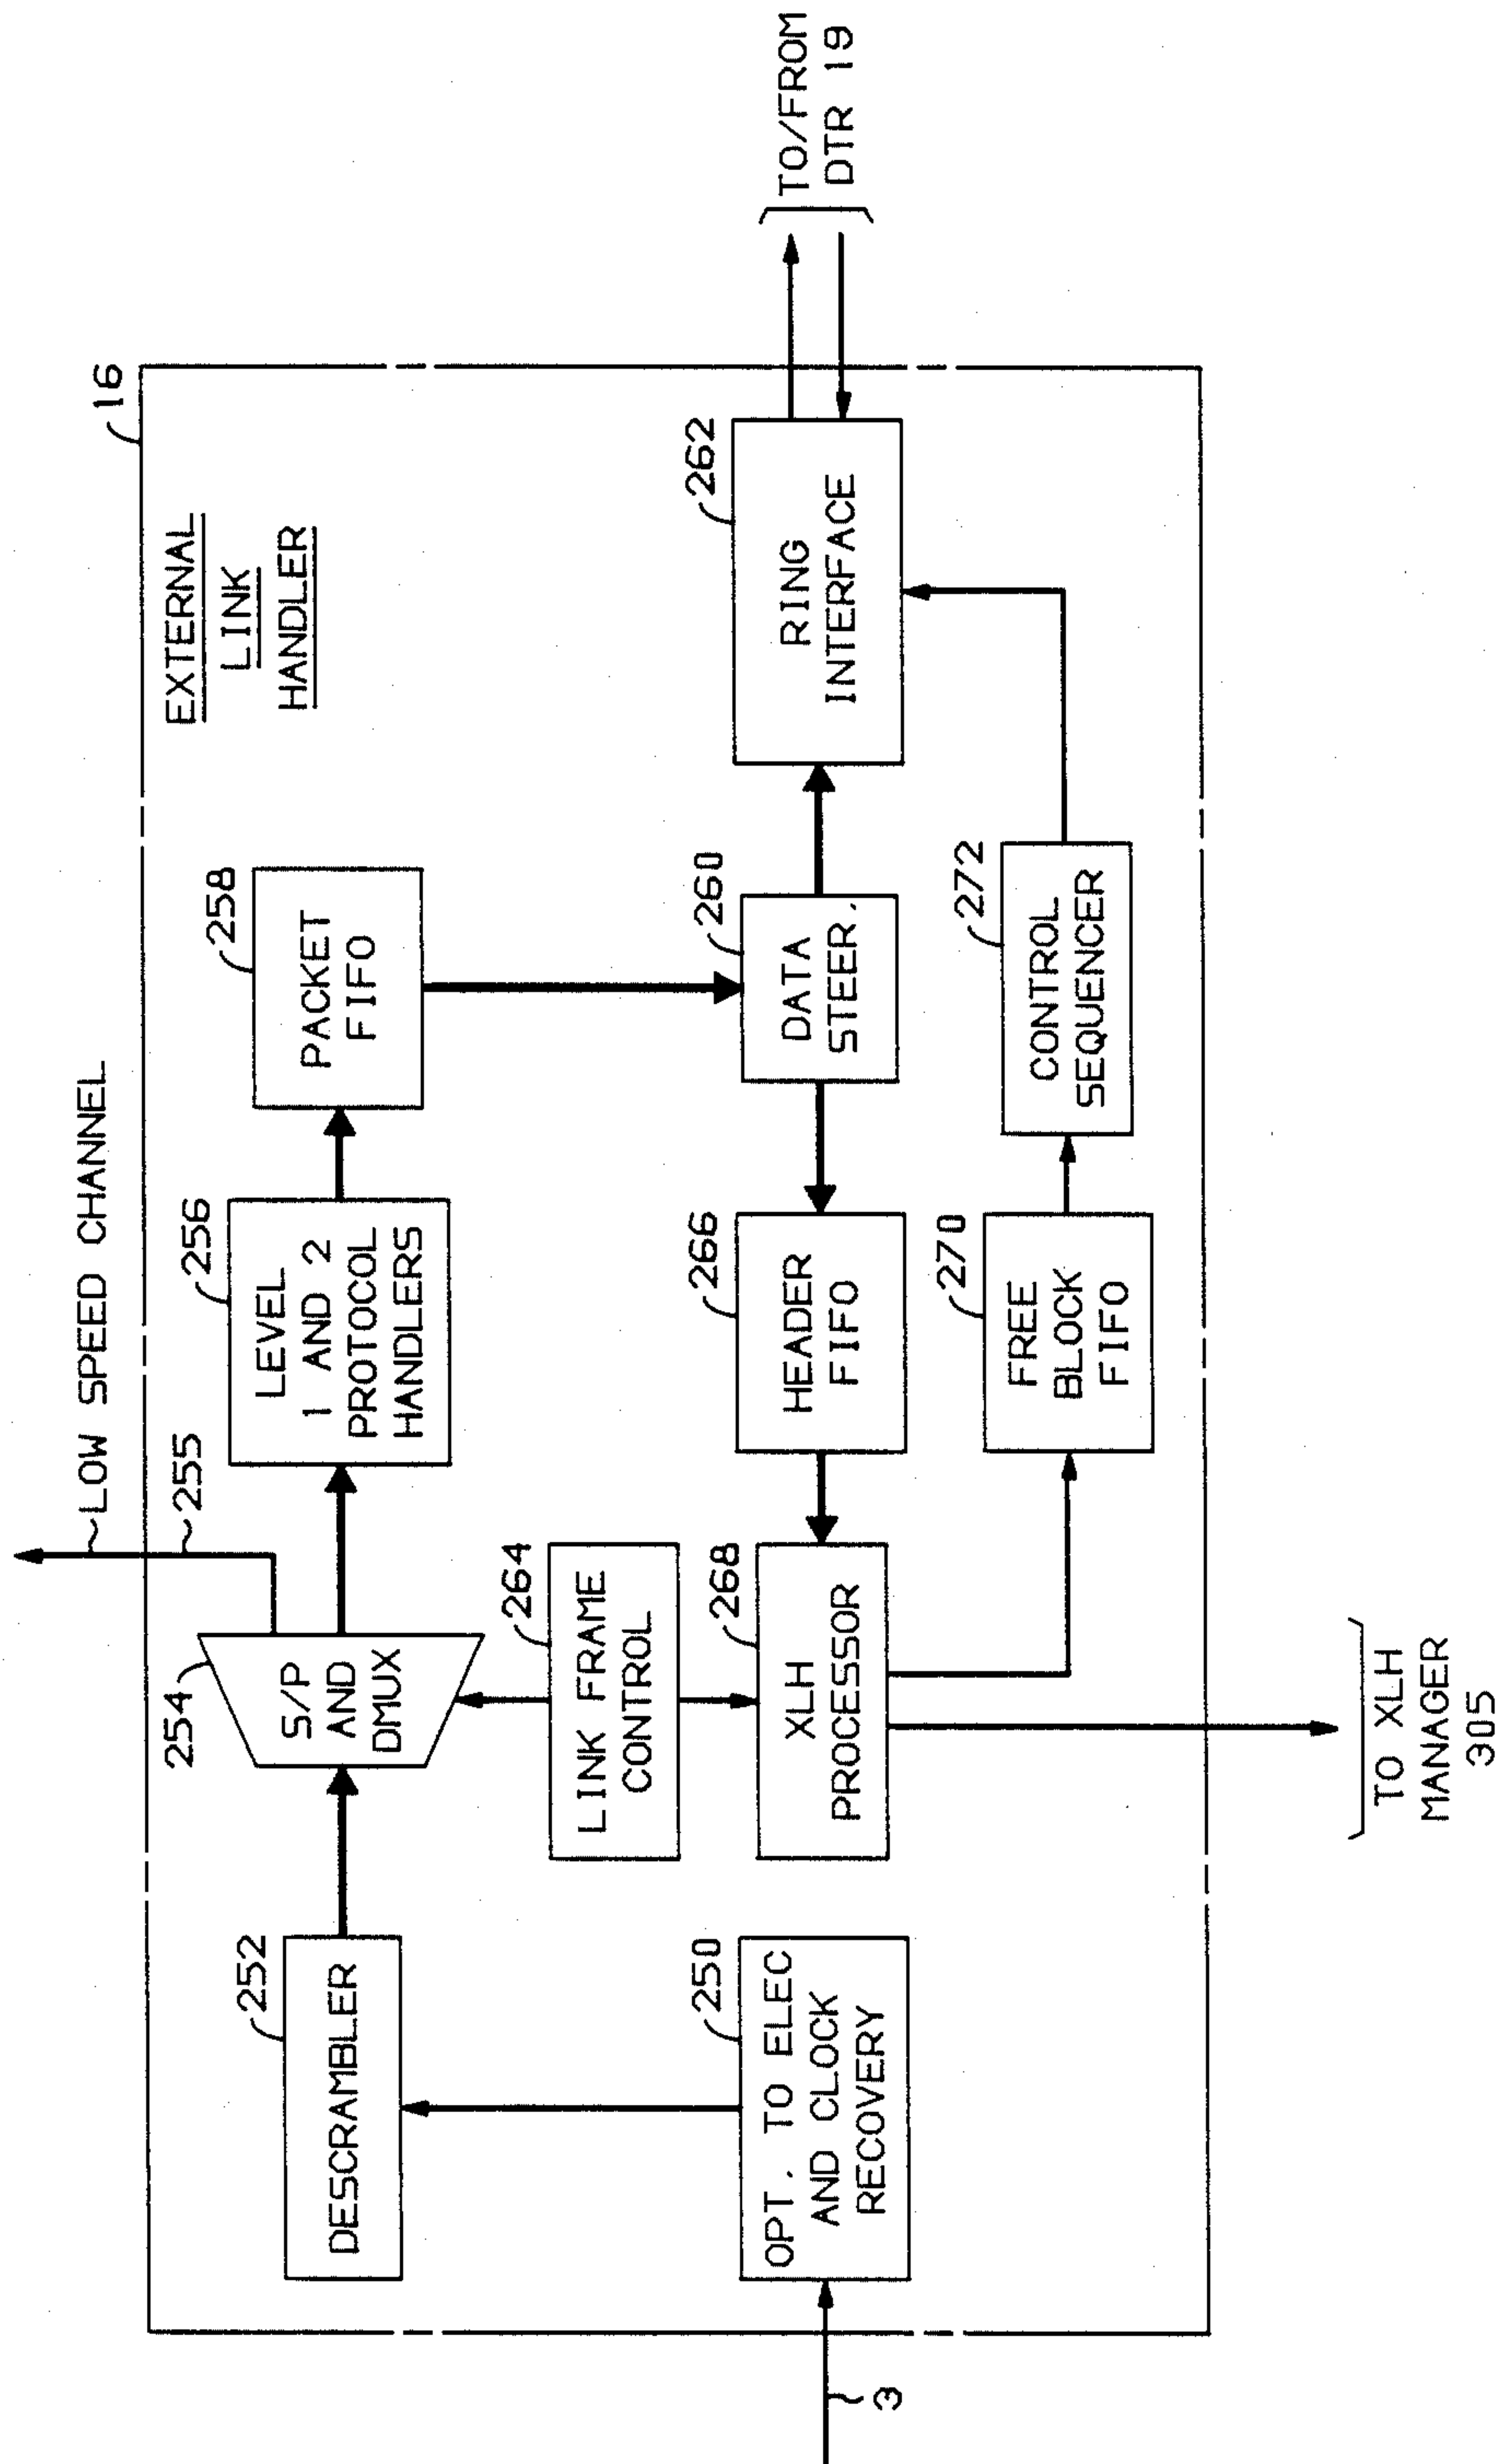 16
EXTERNAL
LINK
HANDLER
LOW SPEED CHANNEL
255
252
DESCRAMBLER
254
S/P
AND
DMUX
256
LEVEL
1 AND 2
PROTOCOL
HANDLERS
258
PACKET
FIFO
264
LINK FRAME
CONTROL
3
250
OPT. TO ELEC
AND CLOCK
RECOVERY
268
XLH
PROCESSOR
266
HEADER
FIFO
260
DATA
STEER.
262
RING
INTERFACE
TO/FROM
DTR 19
270
FREE
BLOCK
FIFO
272
CONTROL
SEQUENCER
TO XLH
MANAGER
305